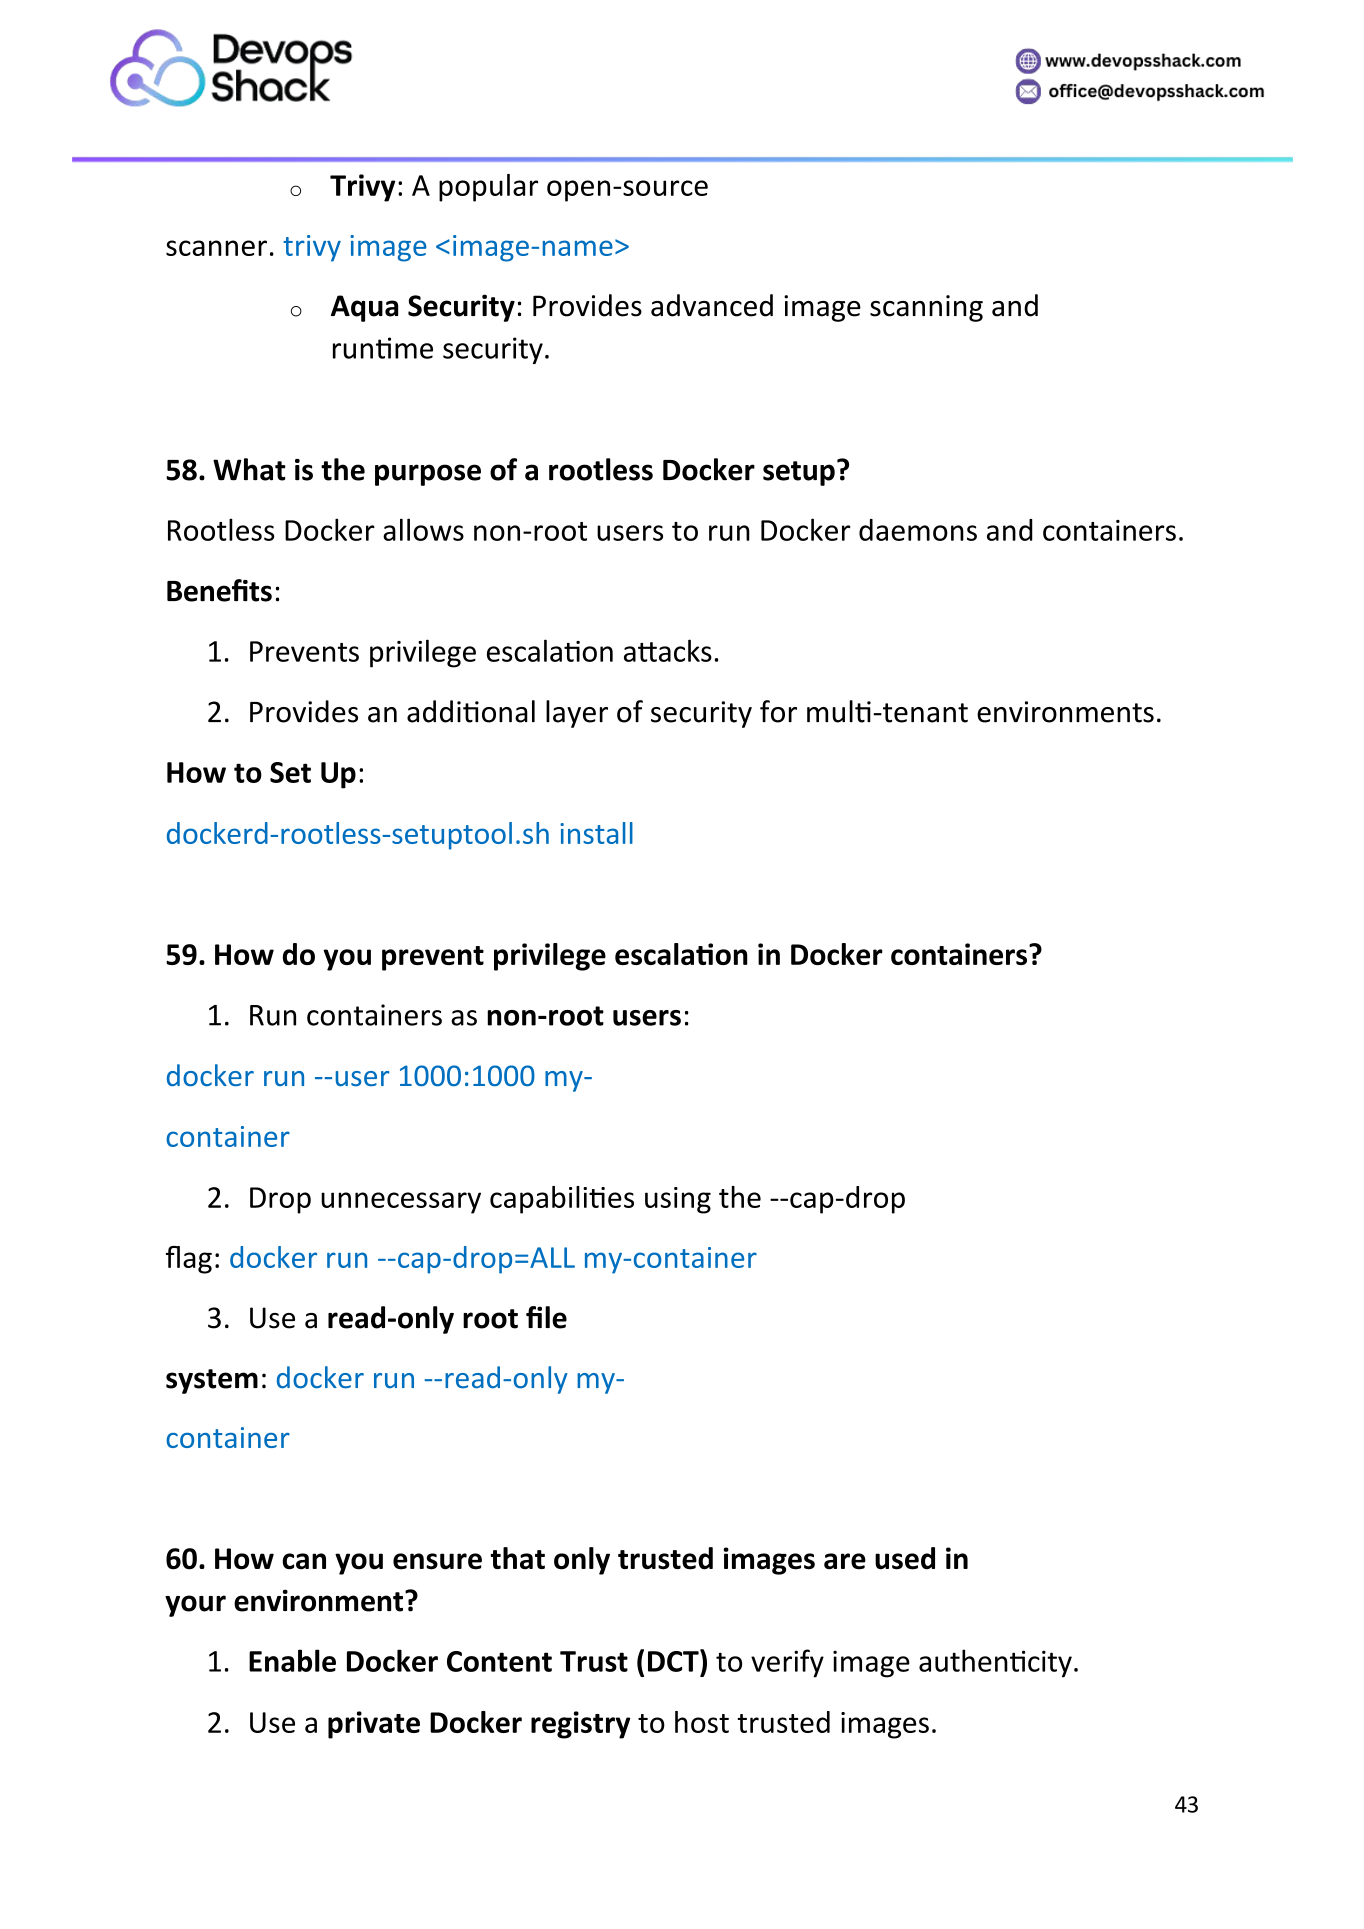 Devops
Shack
www.devopsshack.com
office@devopsshack.com
○ Trivy: A popular open-source
scanner. trivy image <image-name>
○ Aqua Security: Provides advanced image scanning and
runtime security.
58. What is the purpose of a rootless Docker setup?
Rootless Docker allows non-root users to run Docker daemons and containers.
Benefits:
1. Prevents privilege escalation attacks.
2. Provides an additional layer of security for multi-tenant environments.
How to Set Up:
dockerd-rootless-setuptool.sh install
59. How do you prevent privilege escalation in Docker containers?
1. Run containers as non-root users:
docker run --user 1000:1000 my-
container
2. Drop unnecessary capabilities using the --cap-drop
flag: docker run --cap-drop=ALL my-container
3. Use a read-only root file
system: docker run --read-only my-
container
60. How can you ensure that only trusted images are used in
your environment?
1. Enable Docker Content Trust (DCT) to verify image authenticity.
2. Use a private Docker registry to host trusted images.
43